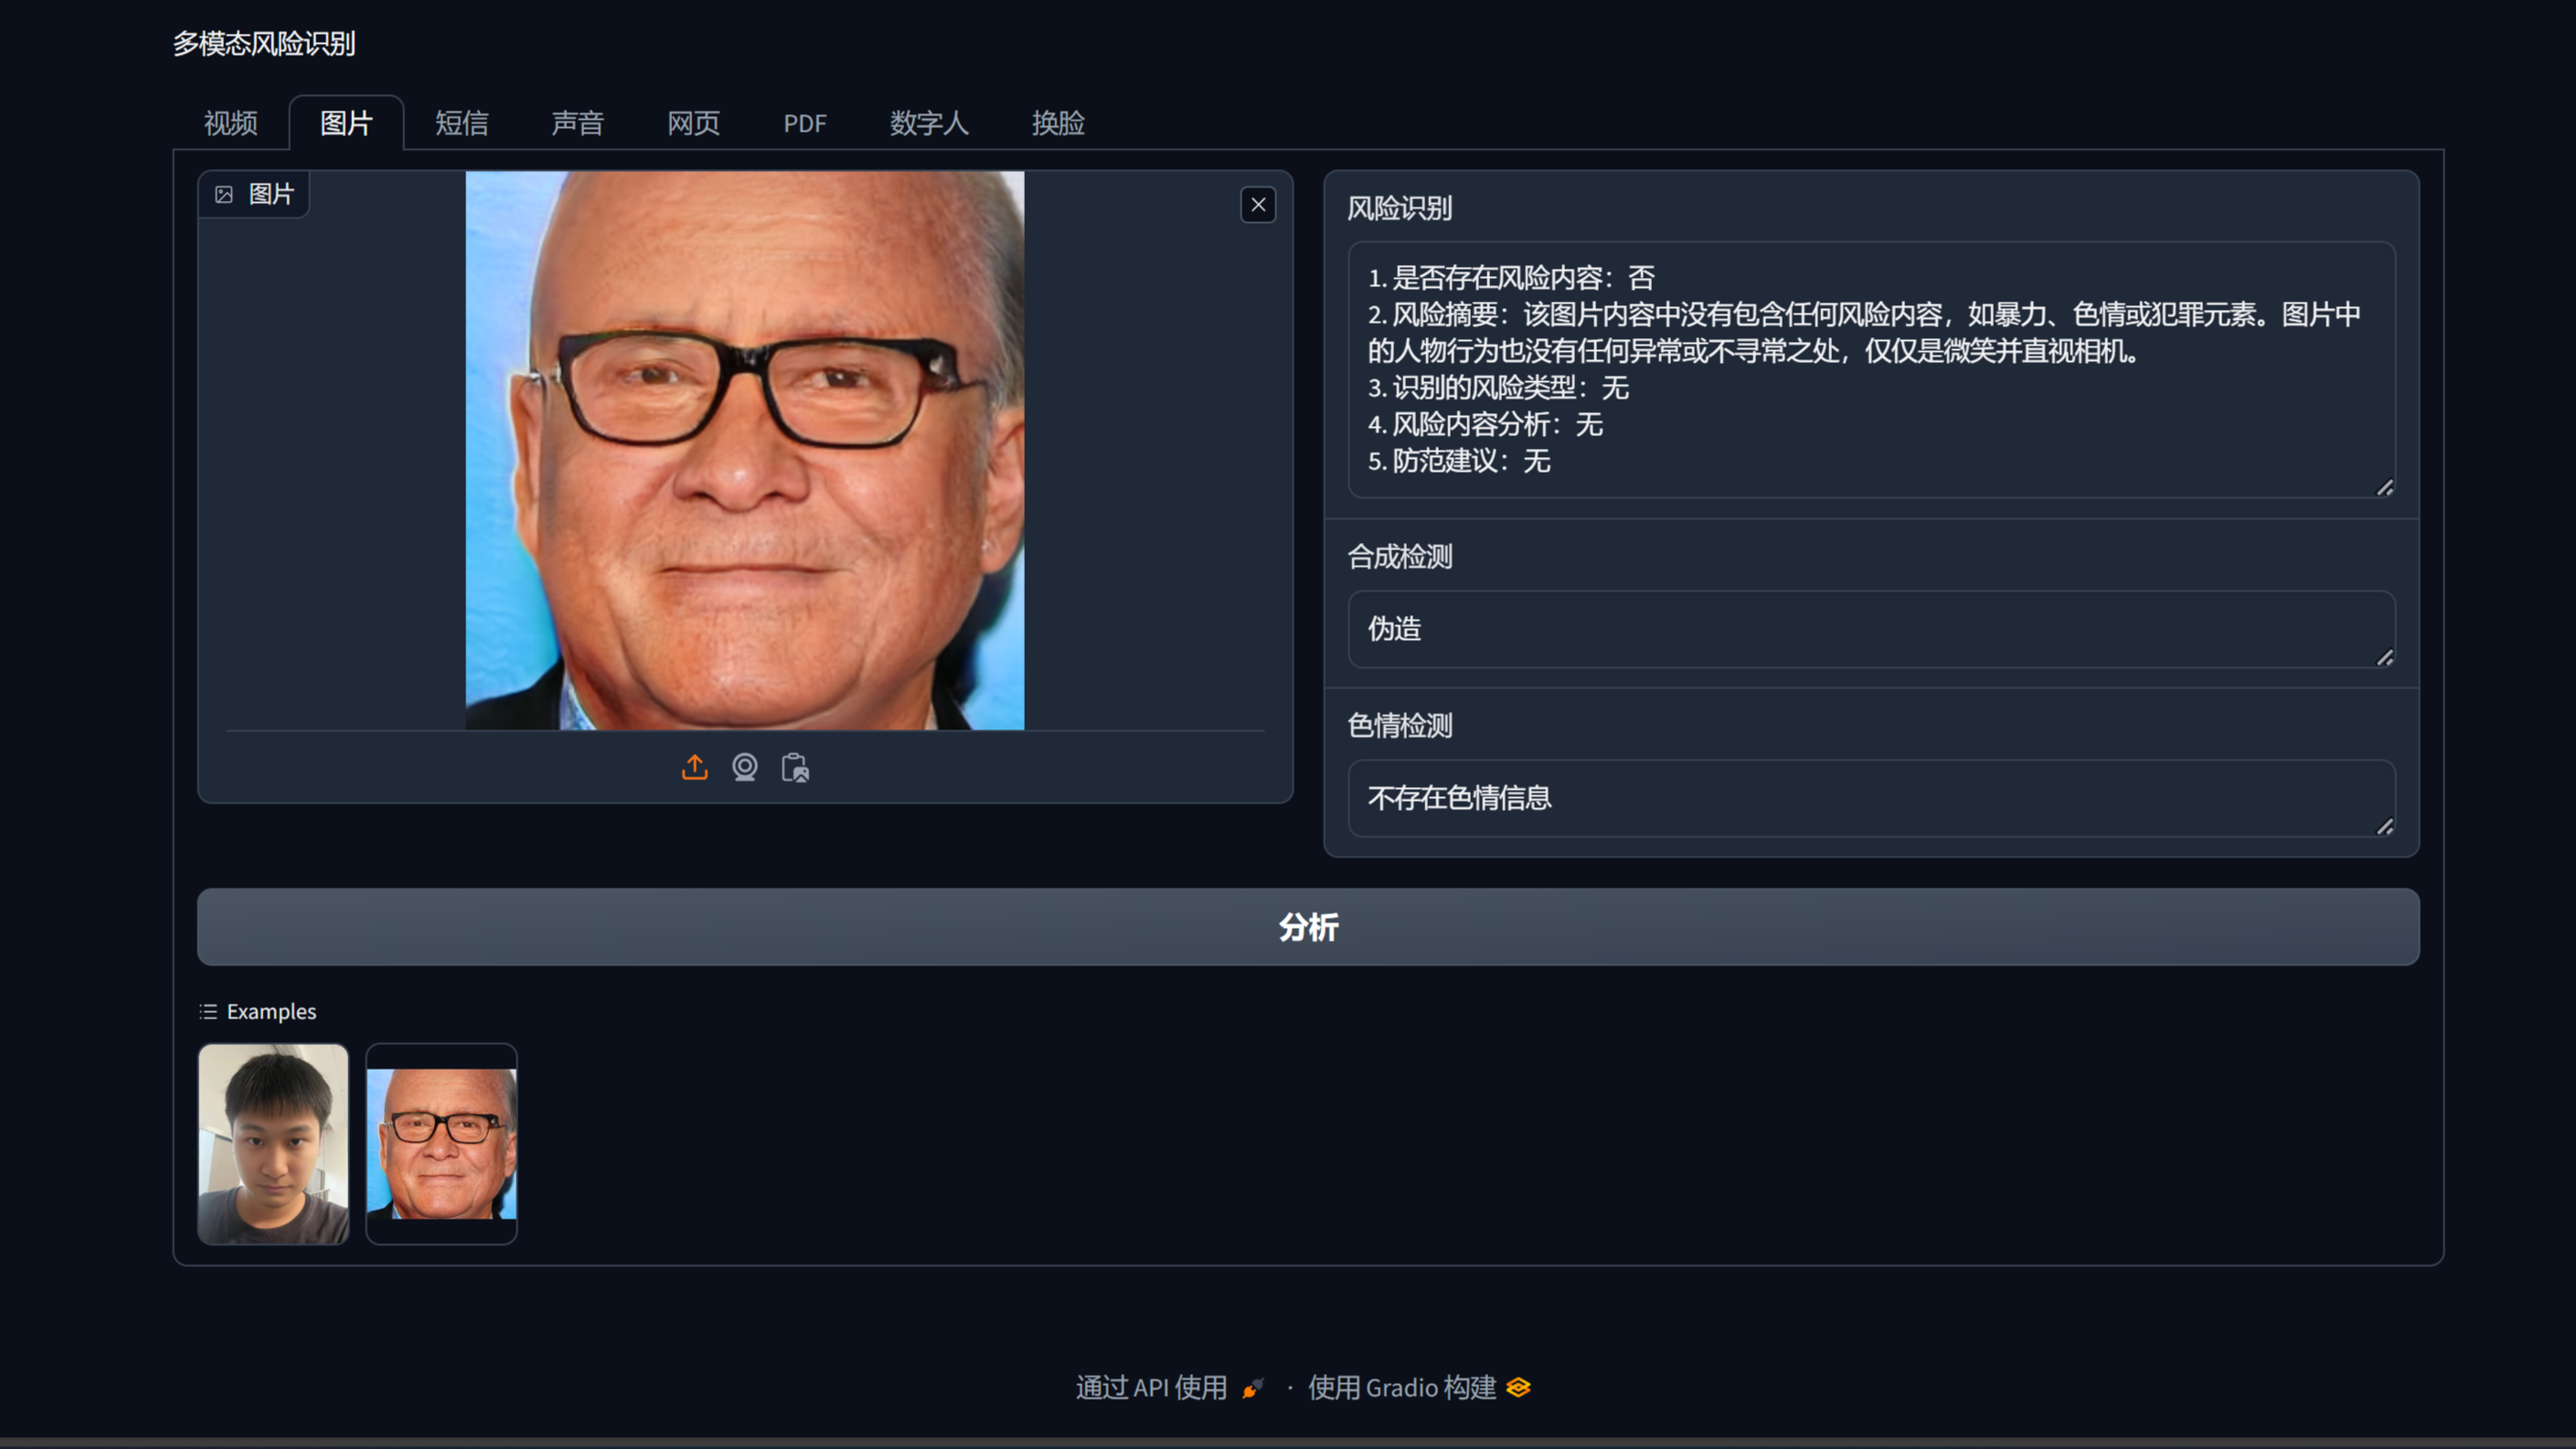 多模态风险识别
视频 图片 短信 声音 网页 PDF 数字人 换脸
图片
风险识别
1. 是否存在风险内容：否
2. 风险摘要：该图片内容中没有包含任何风险内容，如暴力、色情或犯罪元素。图片中
的人物行为也没有任何异常或不寻常之处，仅仅是微笑并直视相机。
3. 识别的风险类型：无
4. 风险内容分析：无
5. 防范建议：无
合成检测
伪造
色情检测
不存在色情信息
分析
Examples
通过 API 使用 · 使用 Gradio 构建